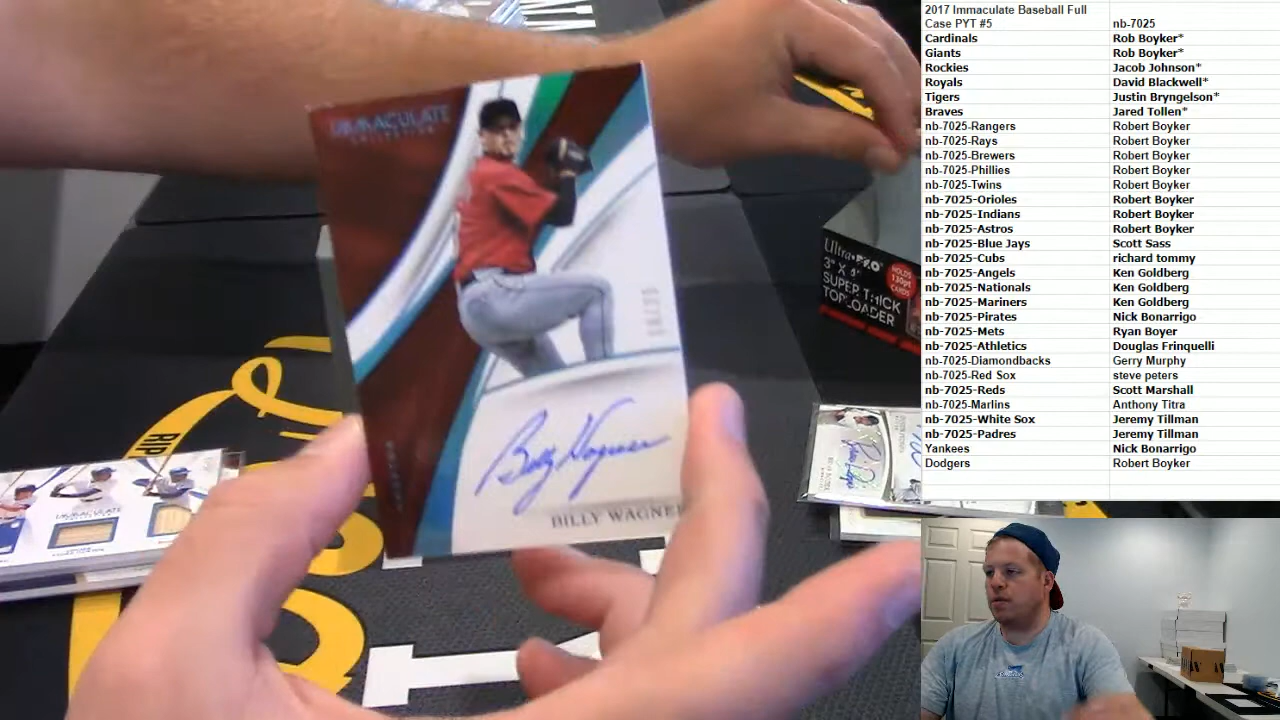 2017 Immaculate Baseball Full
Case PYT #5 nb-7025
Cardinals Rob Boyker*
Giants Rob Boyker*
Rockies Jacob Johnson*
Royals David Blackwell*
Tigers Justin Bryngelson*
Braves Jared Tollen*
nb-7025-Rangers Robert Boyker
nb-7025-Rays Robert Boyker
nb-7025-Brewers Robert Boyker
nb-7025-Phillies Robert Boyker
nb-7025-Twins Robert Boyker
nb-7025-Orioles Robert Boyker
nb-7025-Indians Robert Boyker
nb-7025-Astros Robert Boyker
nb-7025-Blue Jays Scott Sass
nb-7025-Cubs richard tommy
nb-7025-Angels Ken Goldberg
nb-7025-Nationals Ken Goldberg
nb-7025-Mariners Ken Goldberg
nb-7025-Pirates Nick Bonarrigo
nb-7025-Mets Ryan Boyer
nb-7025-Athletics Douglas Frinquelli
nb-7025-Diamondbacks Gerry Murphy
nb-7025-Red Sox steve peters
nb-7025-Reds Scott Marshall
nb-7025-Marlins Anthony Titra
nb-7025-White Sox Jeremy Tillman
nb-7025-Padres Jeremy Tillman
Yankees Nick Bonarrigo
Dodgers Robert Boyker
IMMACULATE
COLLECTION
Billy Wagner
BILLY WAGNER
Ultra PRO
3" X 4"
SUPER THICK
TOPLOADER
HOLDS
130PT
CARDS
RIP
IMMACULATE